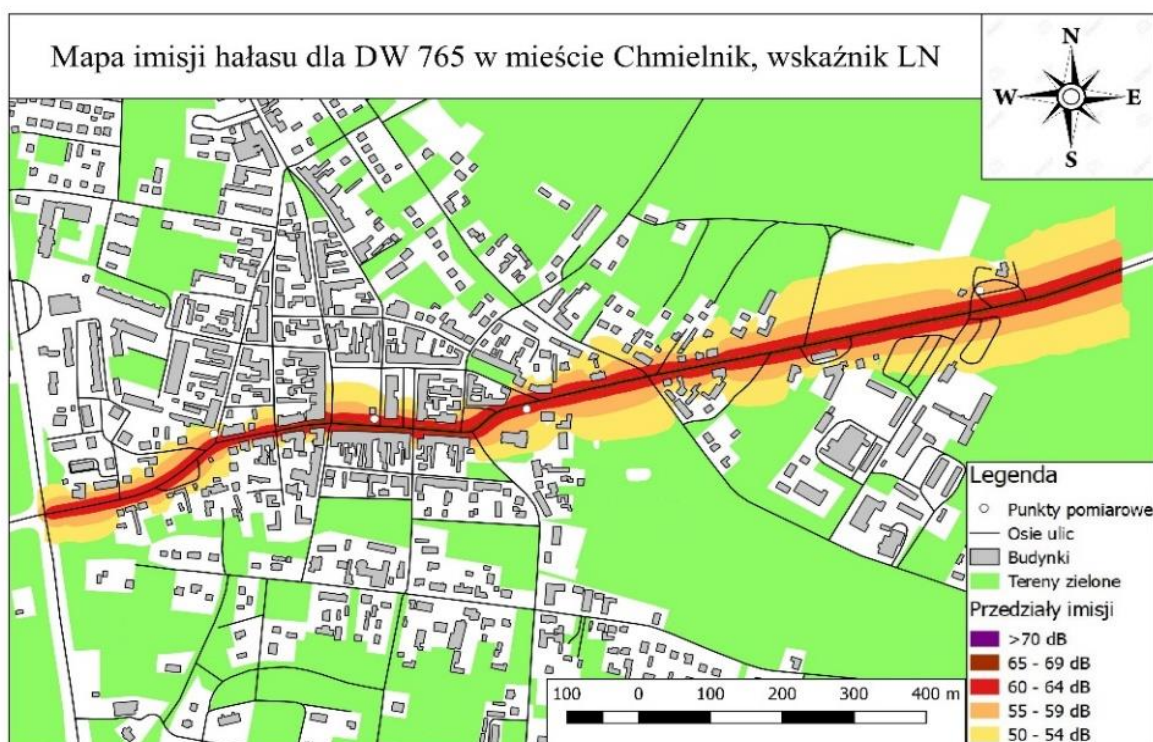 Mapa imisji hałasu dla DW 765 w mieście Chmielnik, wskaźnik LN
N
W E
S
Legenda
Punkty pomiarowe
Osie ulic
Budynki
Tereny zielone
Przedziały imisji
>70 dB
65 - 69 dB
60 - 64 dB
55 - 59 dB
50 - 54 dB
100 0 100 200 300 400 m